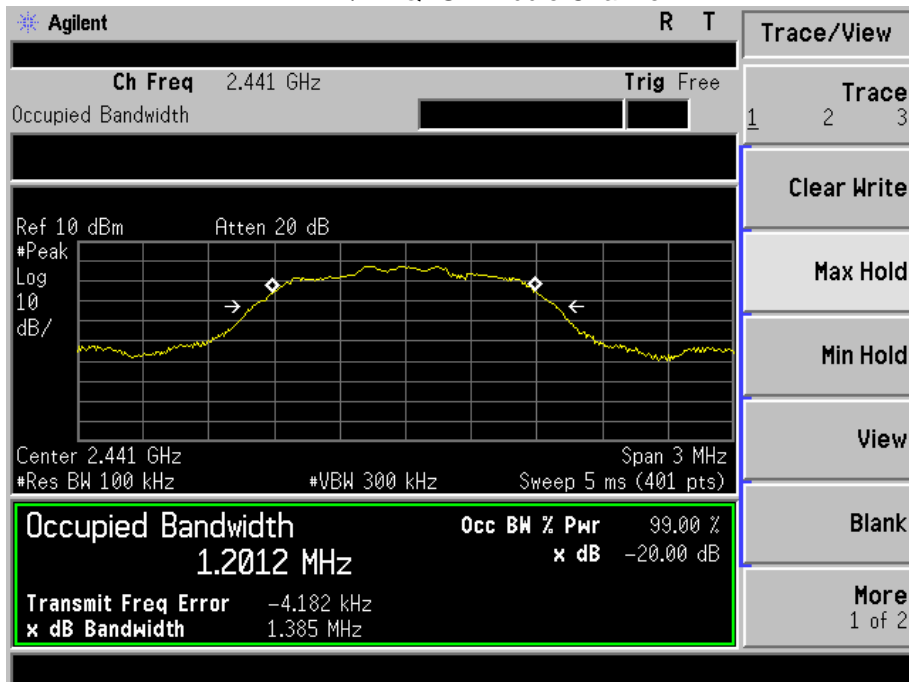 Agilent R T
Trace/View
Ch Freq 2.441 GHz Trig Free
Occupied Bandwidth
Trace
1 2 3
Clear Write
Max Hold
Min Hold
View
Blank
More
1 of 2
Ref 10 dBm Atten 20 dB
#Peak
Log
10
dB/
Center 2.441 GHz Span 3 MHz
#Res BW 100 kHz #VBW 300 kHz Sweep 5 ms (401 pts)
Occupied Bandwidth Occ BW % Pwr 99.00 %
1.2012 MHz x dB -20.00 dB
Transmit Freq Error -4.182 kHz
x dB Bandwidth 1.385 MHz